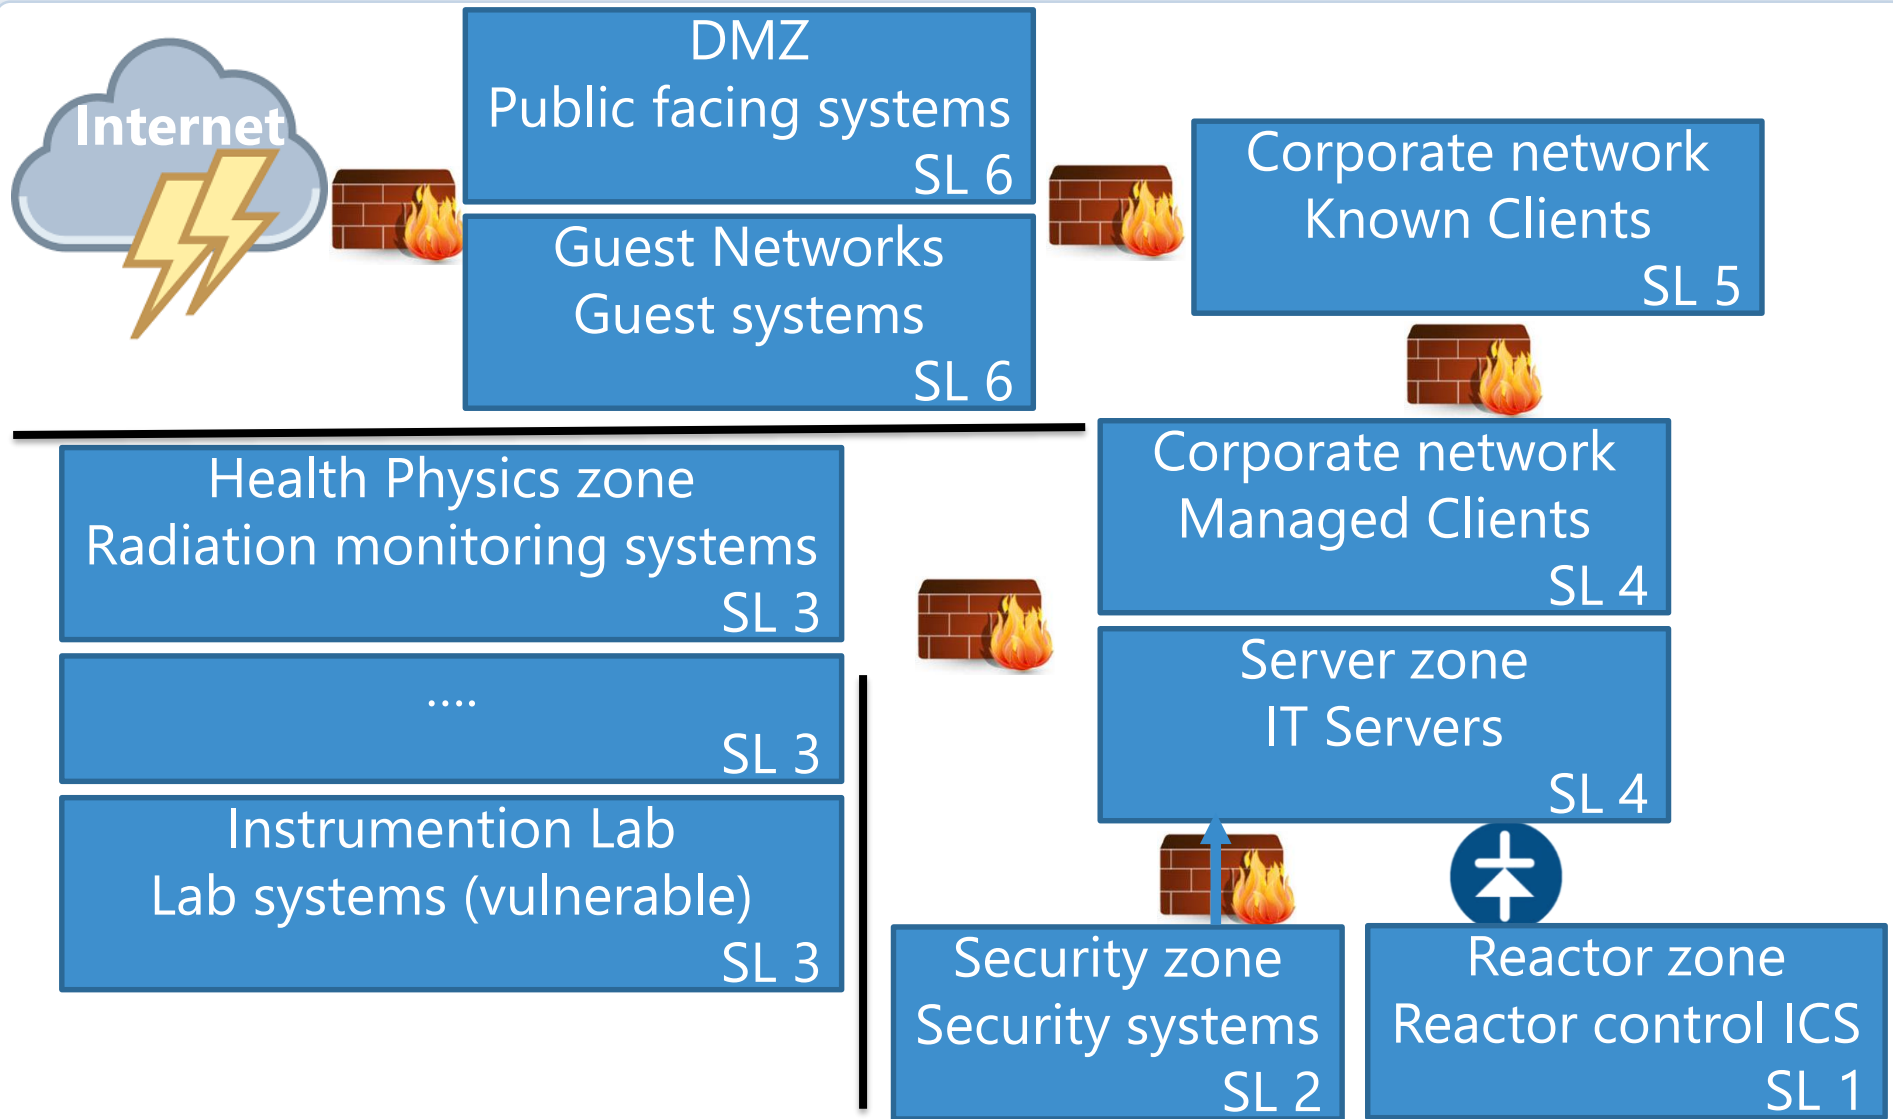 Internet
DMZ
Public facing systems
SL 6
Guest Networks
Guest systems
SL 6
Corporate network
Known Clients
SL 5
Health Physics zone
Radiation monitoring systems
SL 3
....
SL 3
Instrumention Lab
Lab systems (vulnerable)
SL 3
Corporate network
Managed Clients
SL 4
Server zone
IT Servers
SL 4
Security zone
Security systems
SL 2
Reactor zone
Reactor control ICS
SL 1